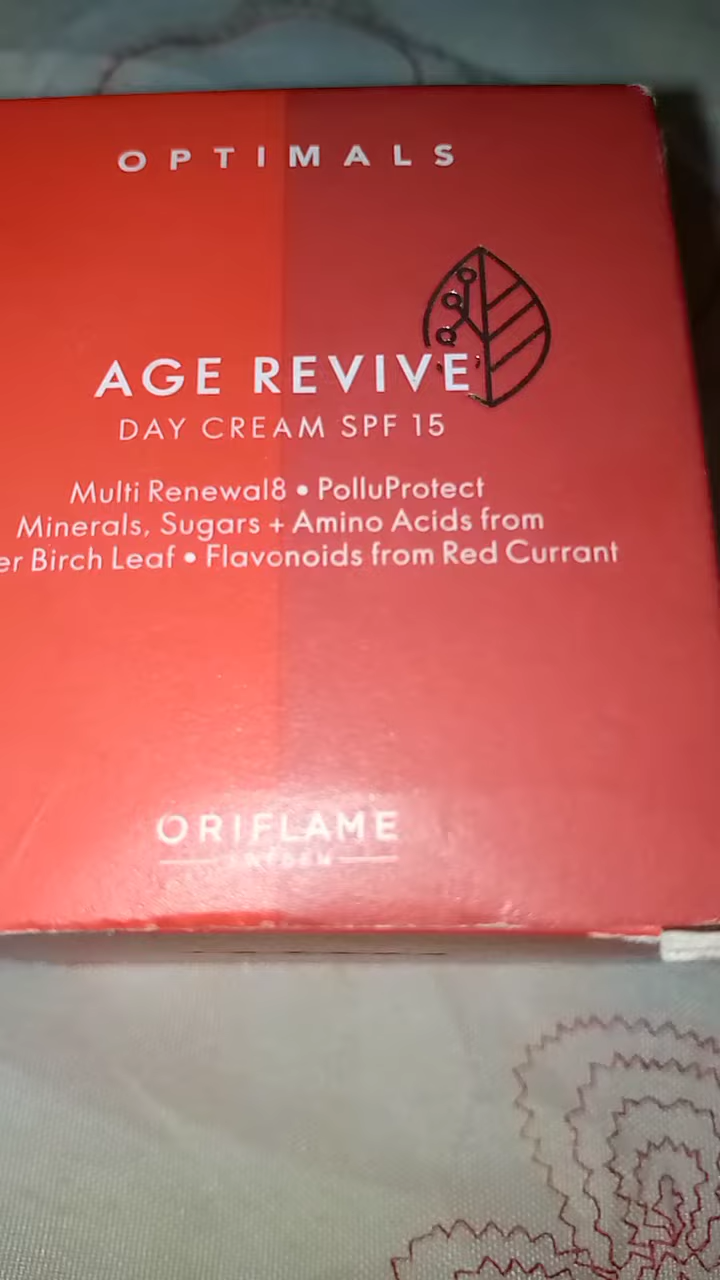 OPTIMALS
AGE REVIVE
DAY CREAM SPF 15
Multi Renewal8 • PolluProtect
Minerals, Sugars + Amino Acids from
er Birch Leaf • Flavonoids from Red Currant
ORIFLAME